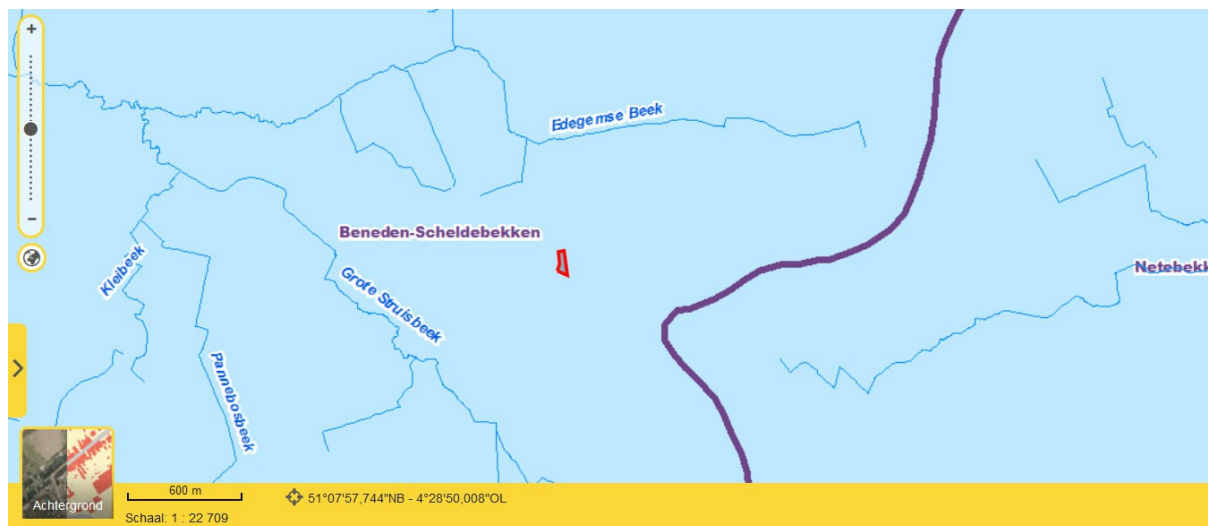 +
Edegemse Beek
Beneden-Scheldebekken
Netebekk
Kleibeek
Grote Struisbeek
Pannebosbeek
−
Achtergrond
600 m
51°07'57,744"NB - 4°28'50,008"OL
Schaal: 1 : 22 709